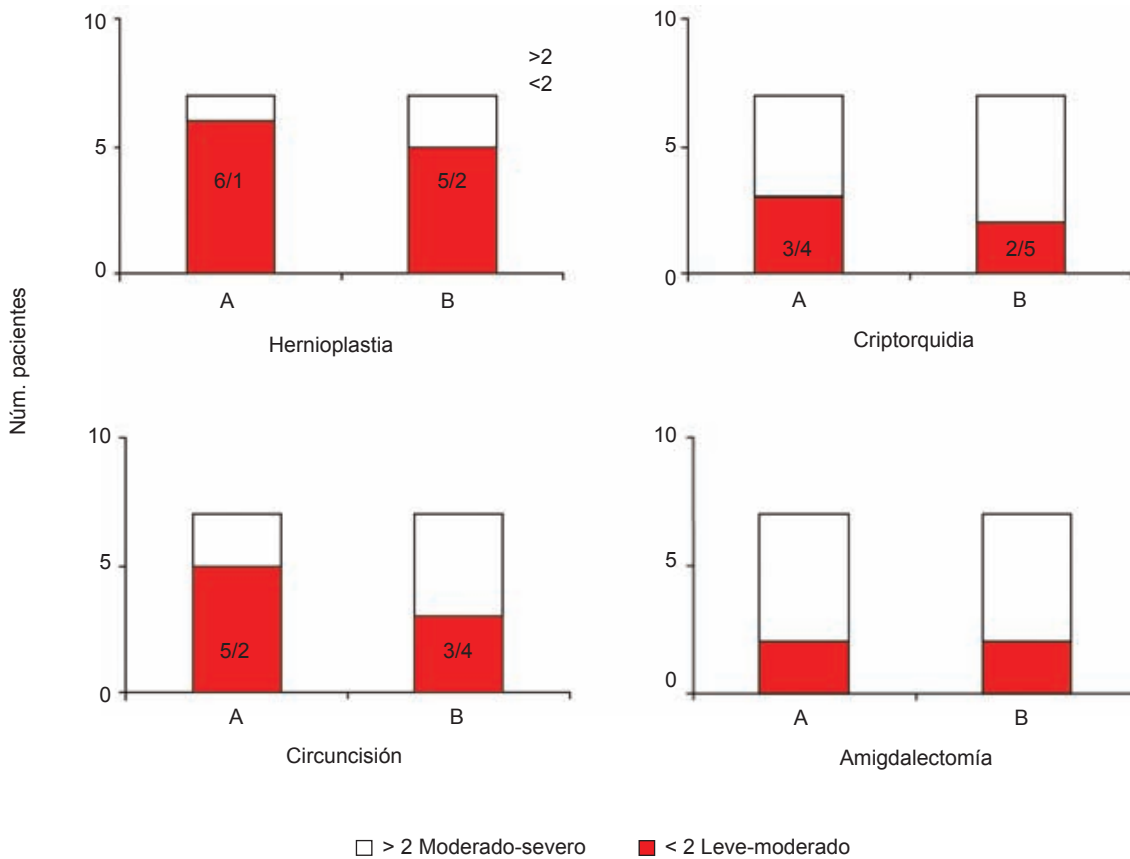 Núm. pacientes
10
5
0
>2
<2
6/1
5/2
A
B
Hernioplastia
10
5
0
3/4
2/5
A
B
Criptorquidia
10
5
0
5/2
3/4
A
B
Circuncisión
10
5
0
A
B
Amigdalectomía
> 2 Moderado-severo
< 2 Leve-moderado